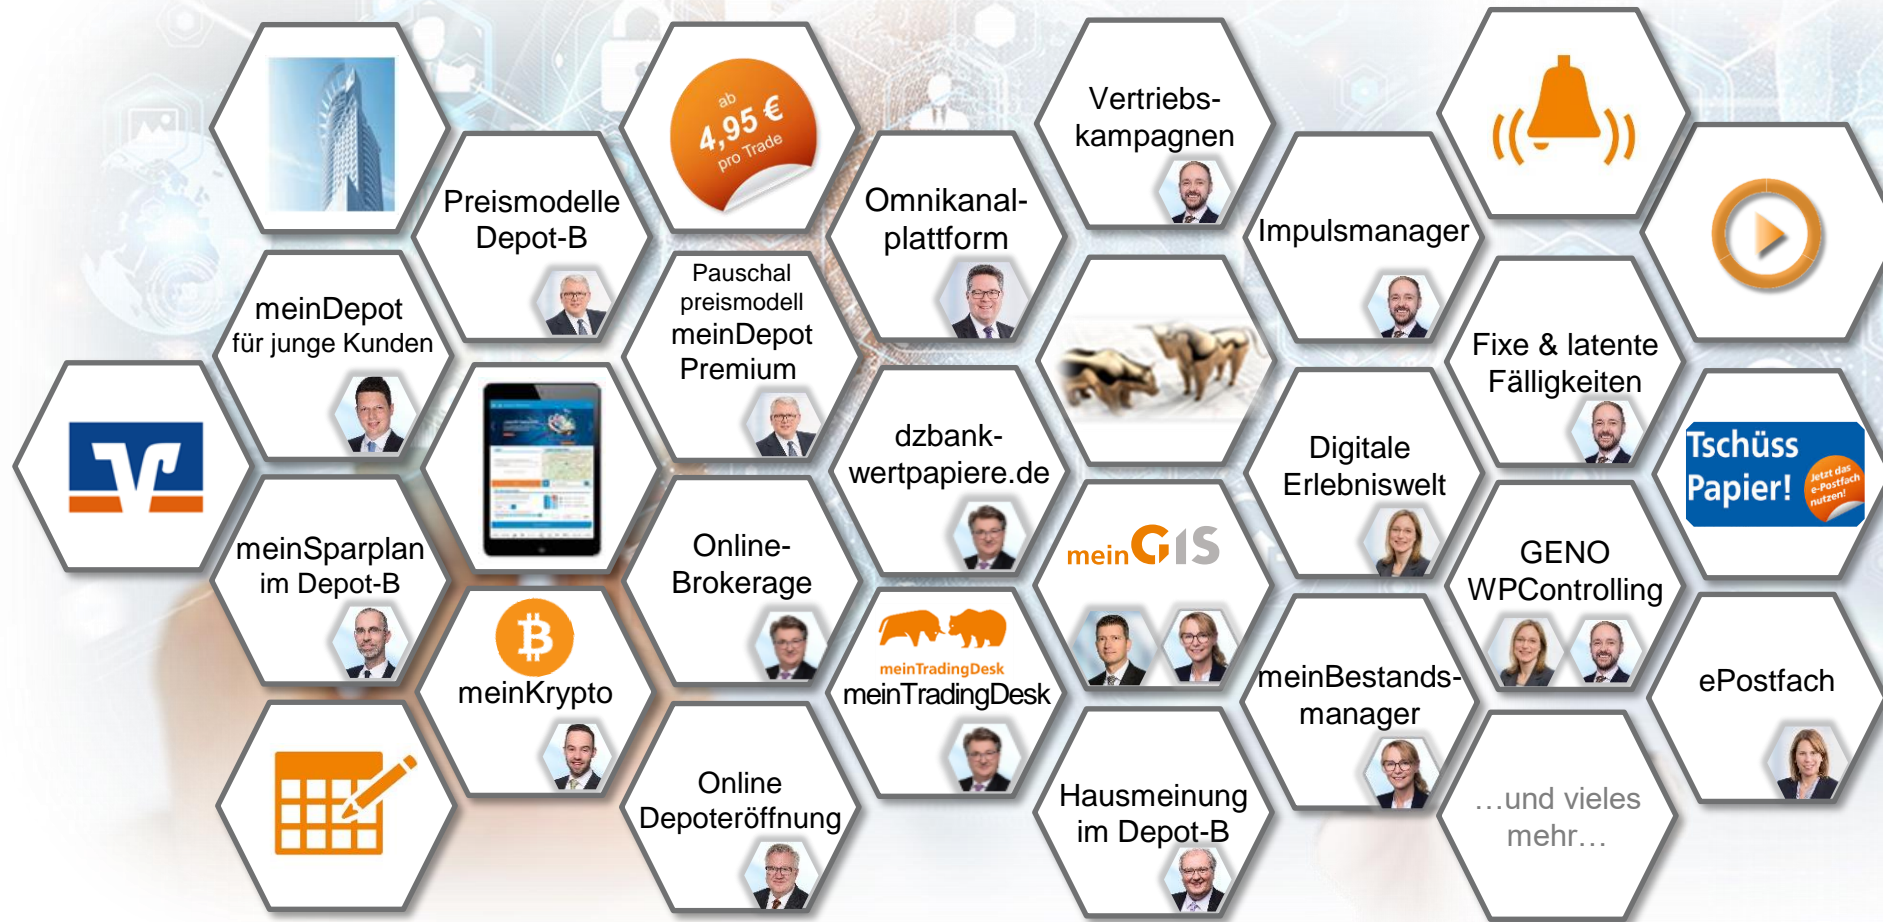 ab
4,95 €
pro Trade
Vertriebs-
kampagnen
Preismodelle
Depot-B
Omnikanal-
plattform
Impulsmanager
meinDepot
für junge Kunden
Pauschal
preismodell
meinDepot
Premium
Fixe & latente
Fälligkeiten
dzbank-
wertpapiere.de
Digitale
Erlebniswelt
Tschüss
Papier!
Jetzt das
e-Postfach
nutzen!
meinSparplan
im Depot-B
Online-
Brokerage
meinGIS
GENO
WPControlling
meinKrypto
meinTradingDesk
meinTradingDesk
meinBestands-
manager
ePostfach
Online
Depoteröffnung
Hausmeinung
im Depot-B
…und vieles
mehr…